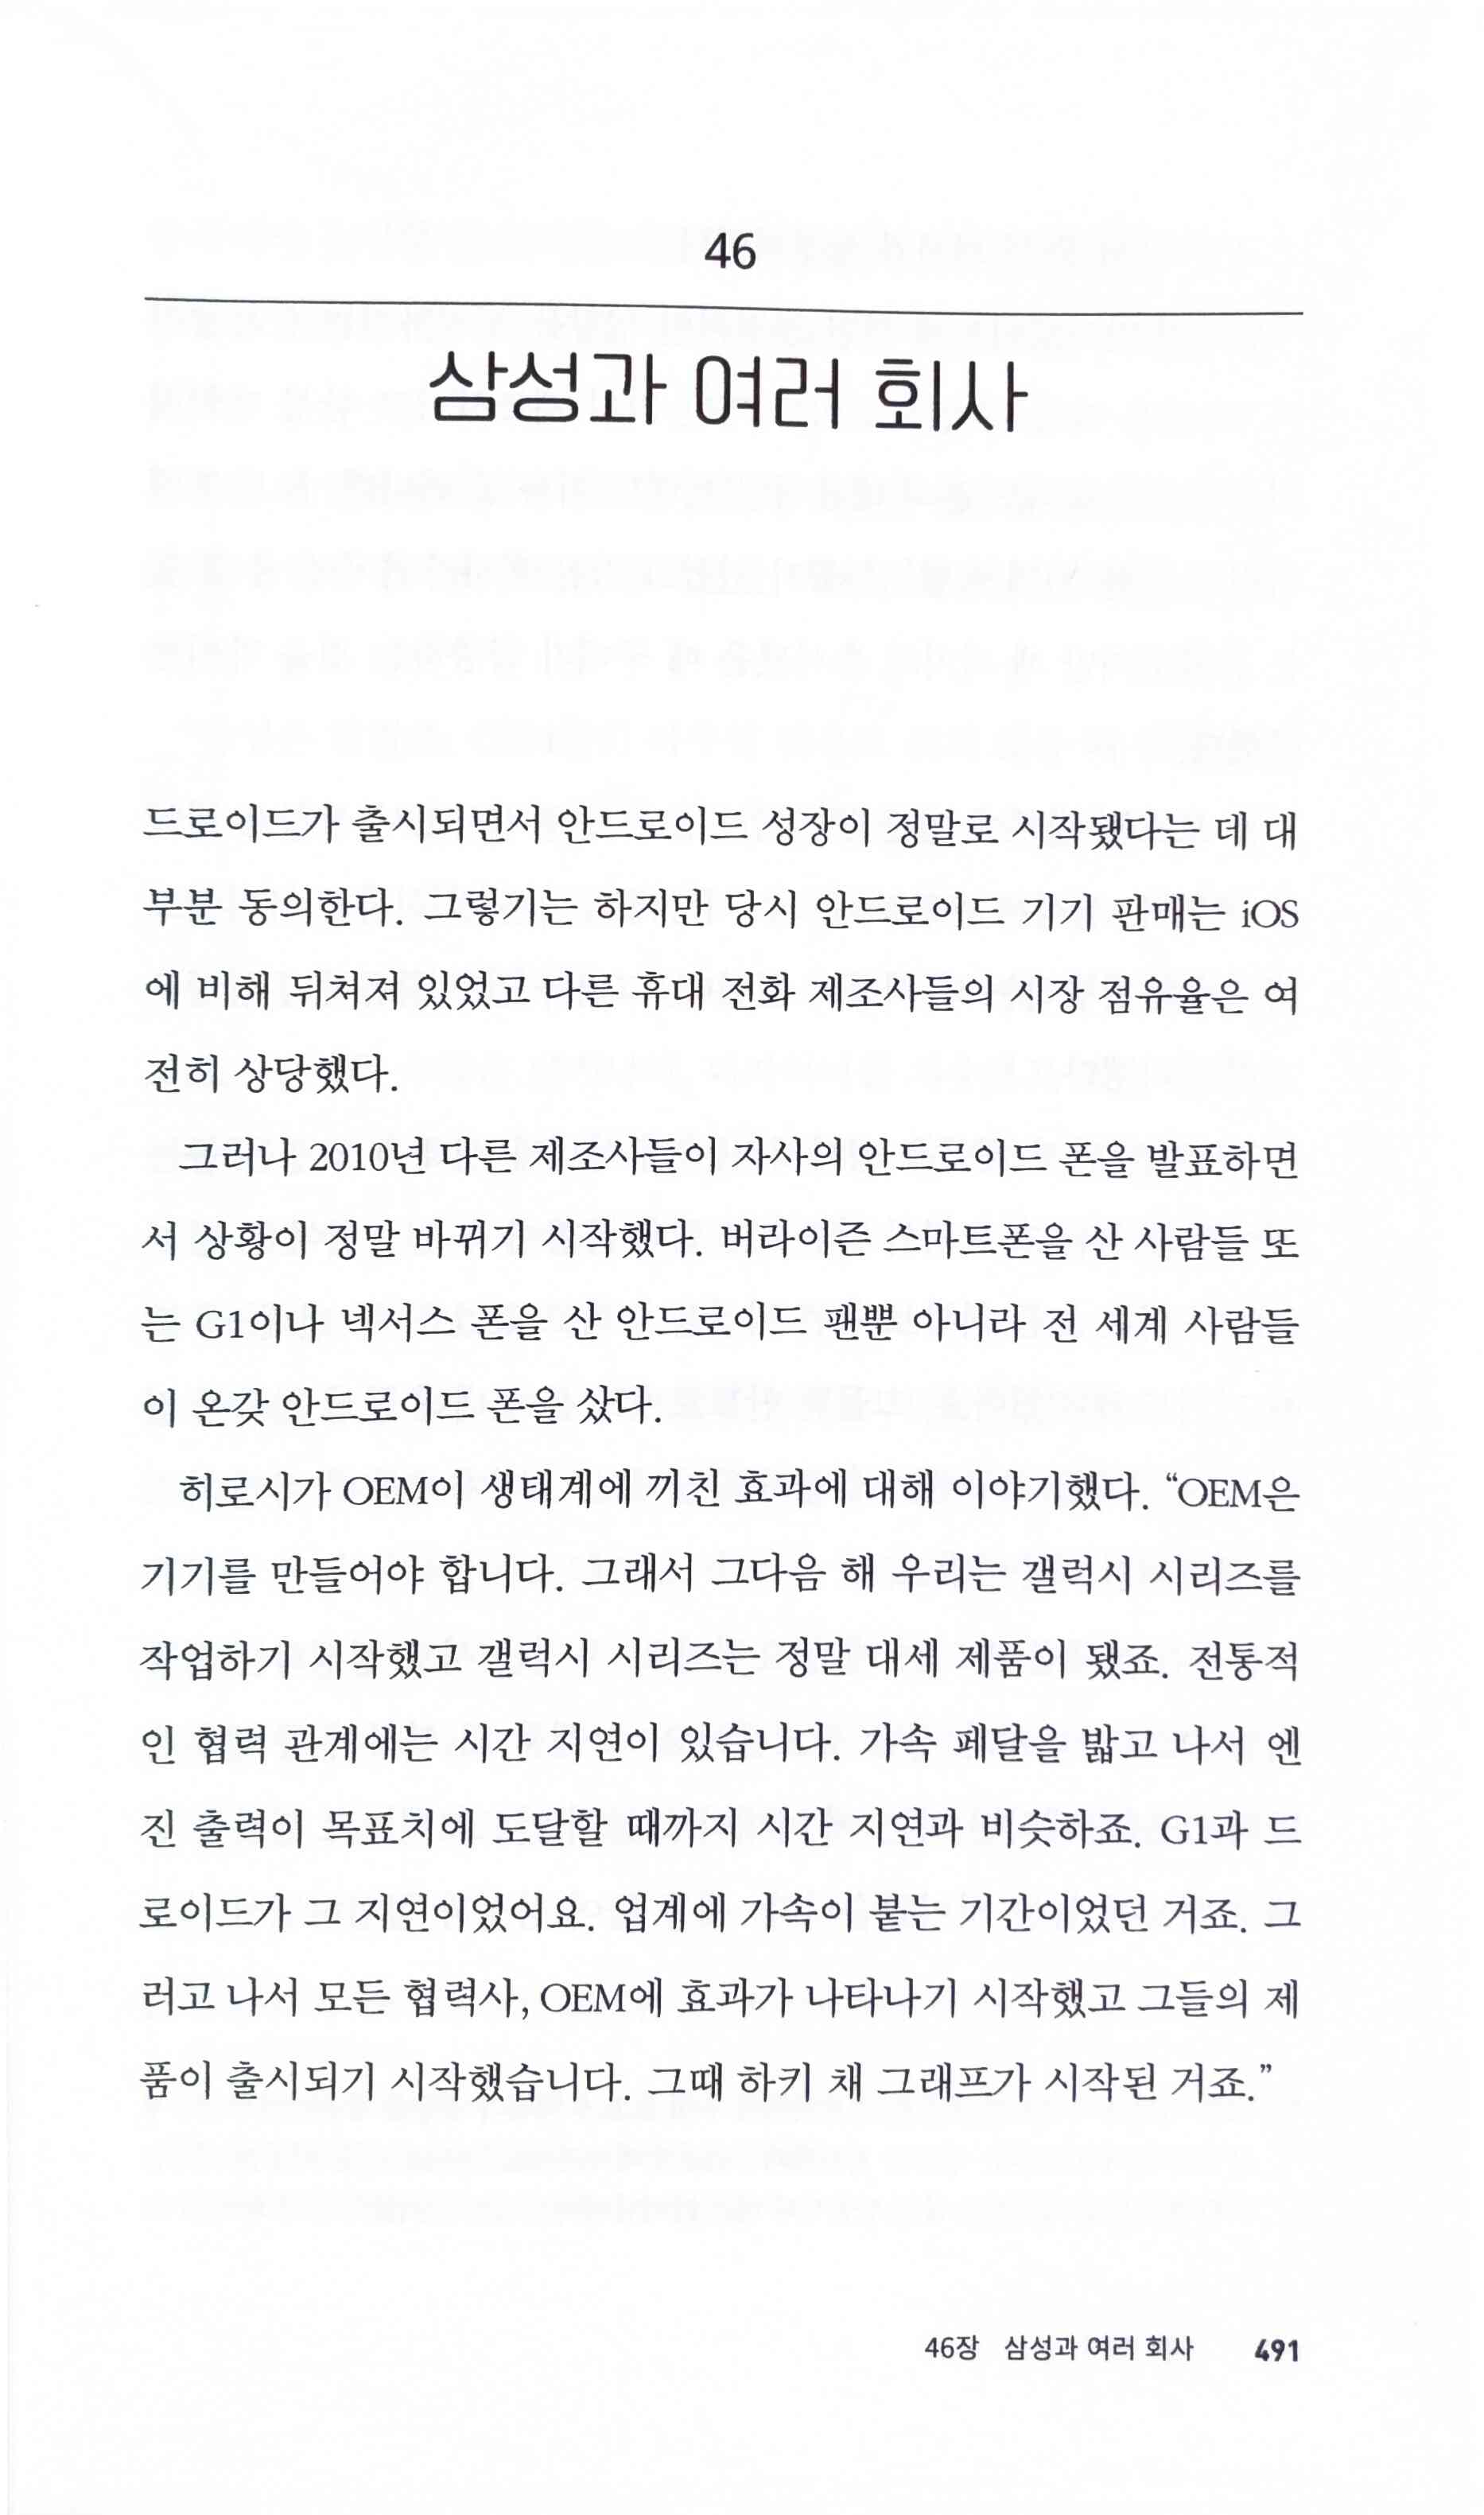 46
삼성과 여러 회사
드로이드가 출시되면서 안드로이드 성장이 정말로 시작됐다는 데 대
부분 동의한다. 그렇기는 하지만 당시 안드로이드 기기 판매는 iOS
에 비해 뒤쳐져 있었고 다른 휴대 전화 제조사들의 시장 점유율은 여
전히 상당했다.
그러나 2010년 다른 제조사들이 자사의 안드로이드 폰을 발표하면
서 상황이 정말 바뀌기 시작했다. 버라이즌 스마트폰을 산 사람들 또
는 G1이나 넥서스 폰을 산 안드로이드 팬뿐 아니라 전 세계 사람들
이 온갖 안드로이드 폰을 샀다.
히로시가 OEM이 생태계에 끼친 효과에 대해 이야기했다. “OEM은
기기를 만들어야 합니다. 그래서 그다음 해 우리는 갤럭시 시리즈를
작업하기 시작했고 갤럭시 시리즈는 정말 대세 제품이 됐죠. 전통적
인 협력 관계에는 시간 지연이 있습니다. 가속 페달을 밟고 나서 엔
진 출력이 목표치에 도달할 때까지 시간 지연과 비슷하죠. G1과 드
로이드가 그 지연이었어요. 업계에 가속이 붙는 기간이었던 거죠. 그
러고 나서 모든 협력사, OEM에 효과가 나타나기 시작했고 그들의 제
품이 출시되기 시작했습니다. 그때 하키 채 그래프가 시작된 거죠.”
46장 삼성과 여러 회사 491